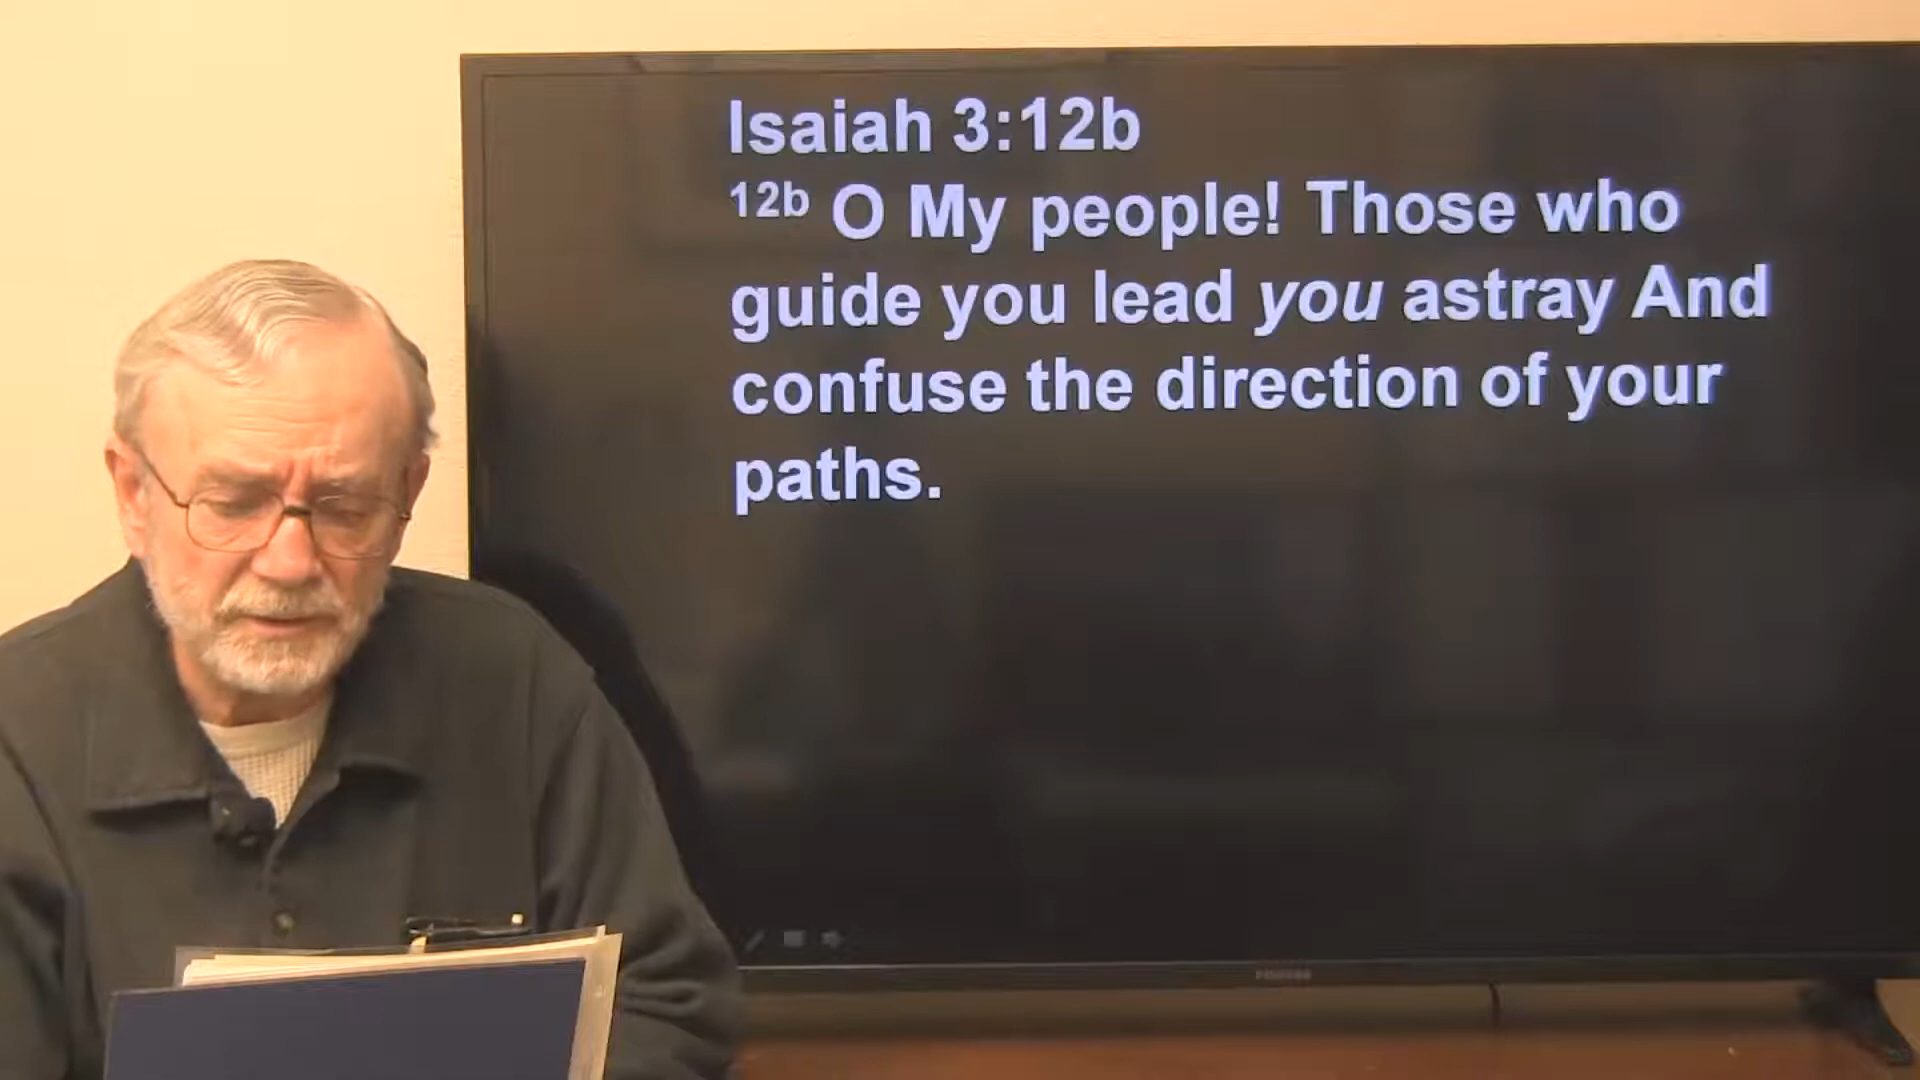 Isaiah 3:12b
12b O My people! Those who
guide you lead you astray And
confuse the direction of your
paths.